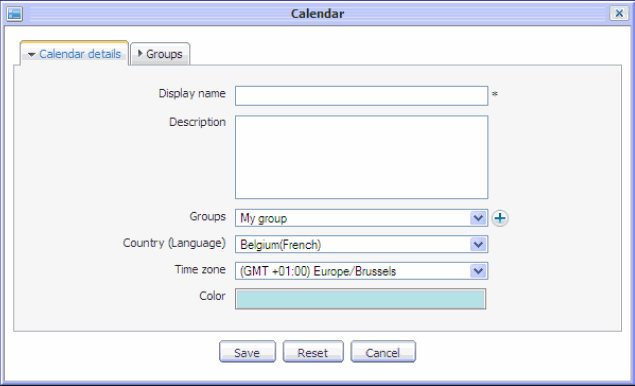 Calendar
Calendar details Groups
Display name *
Description
Groups My group
Country (Language) Belgium(French)
Time zone (GMT +01:00) Europe/Brussels
Color
Save Reset Cancel